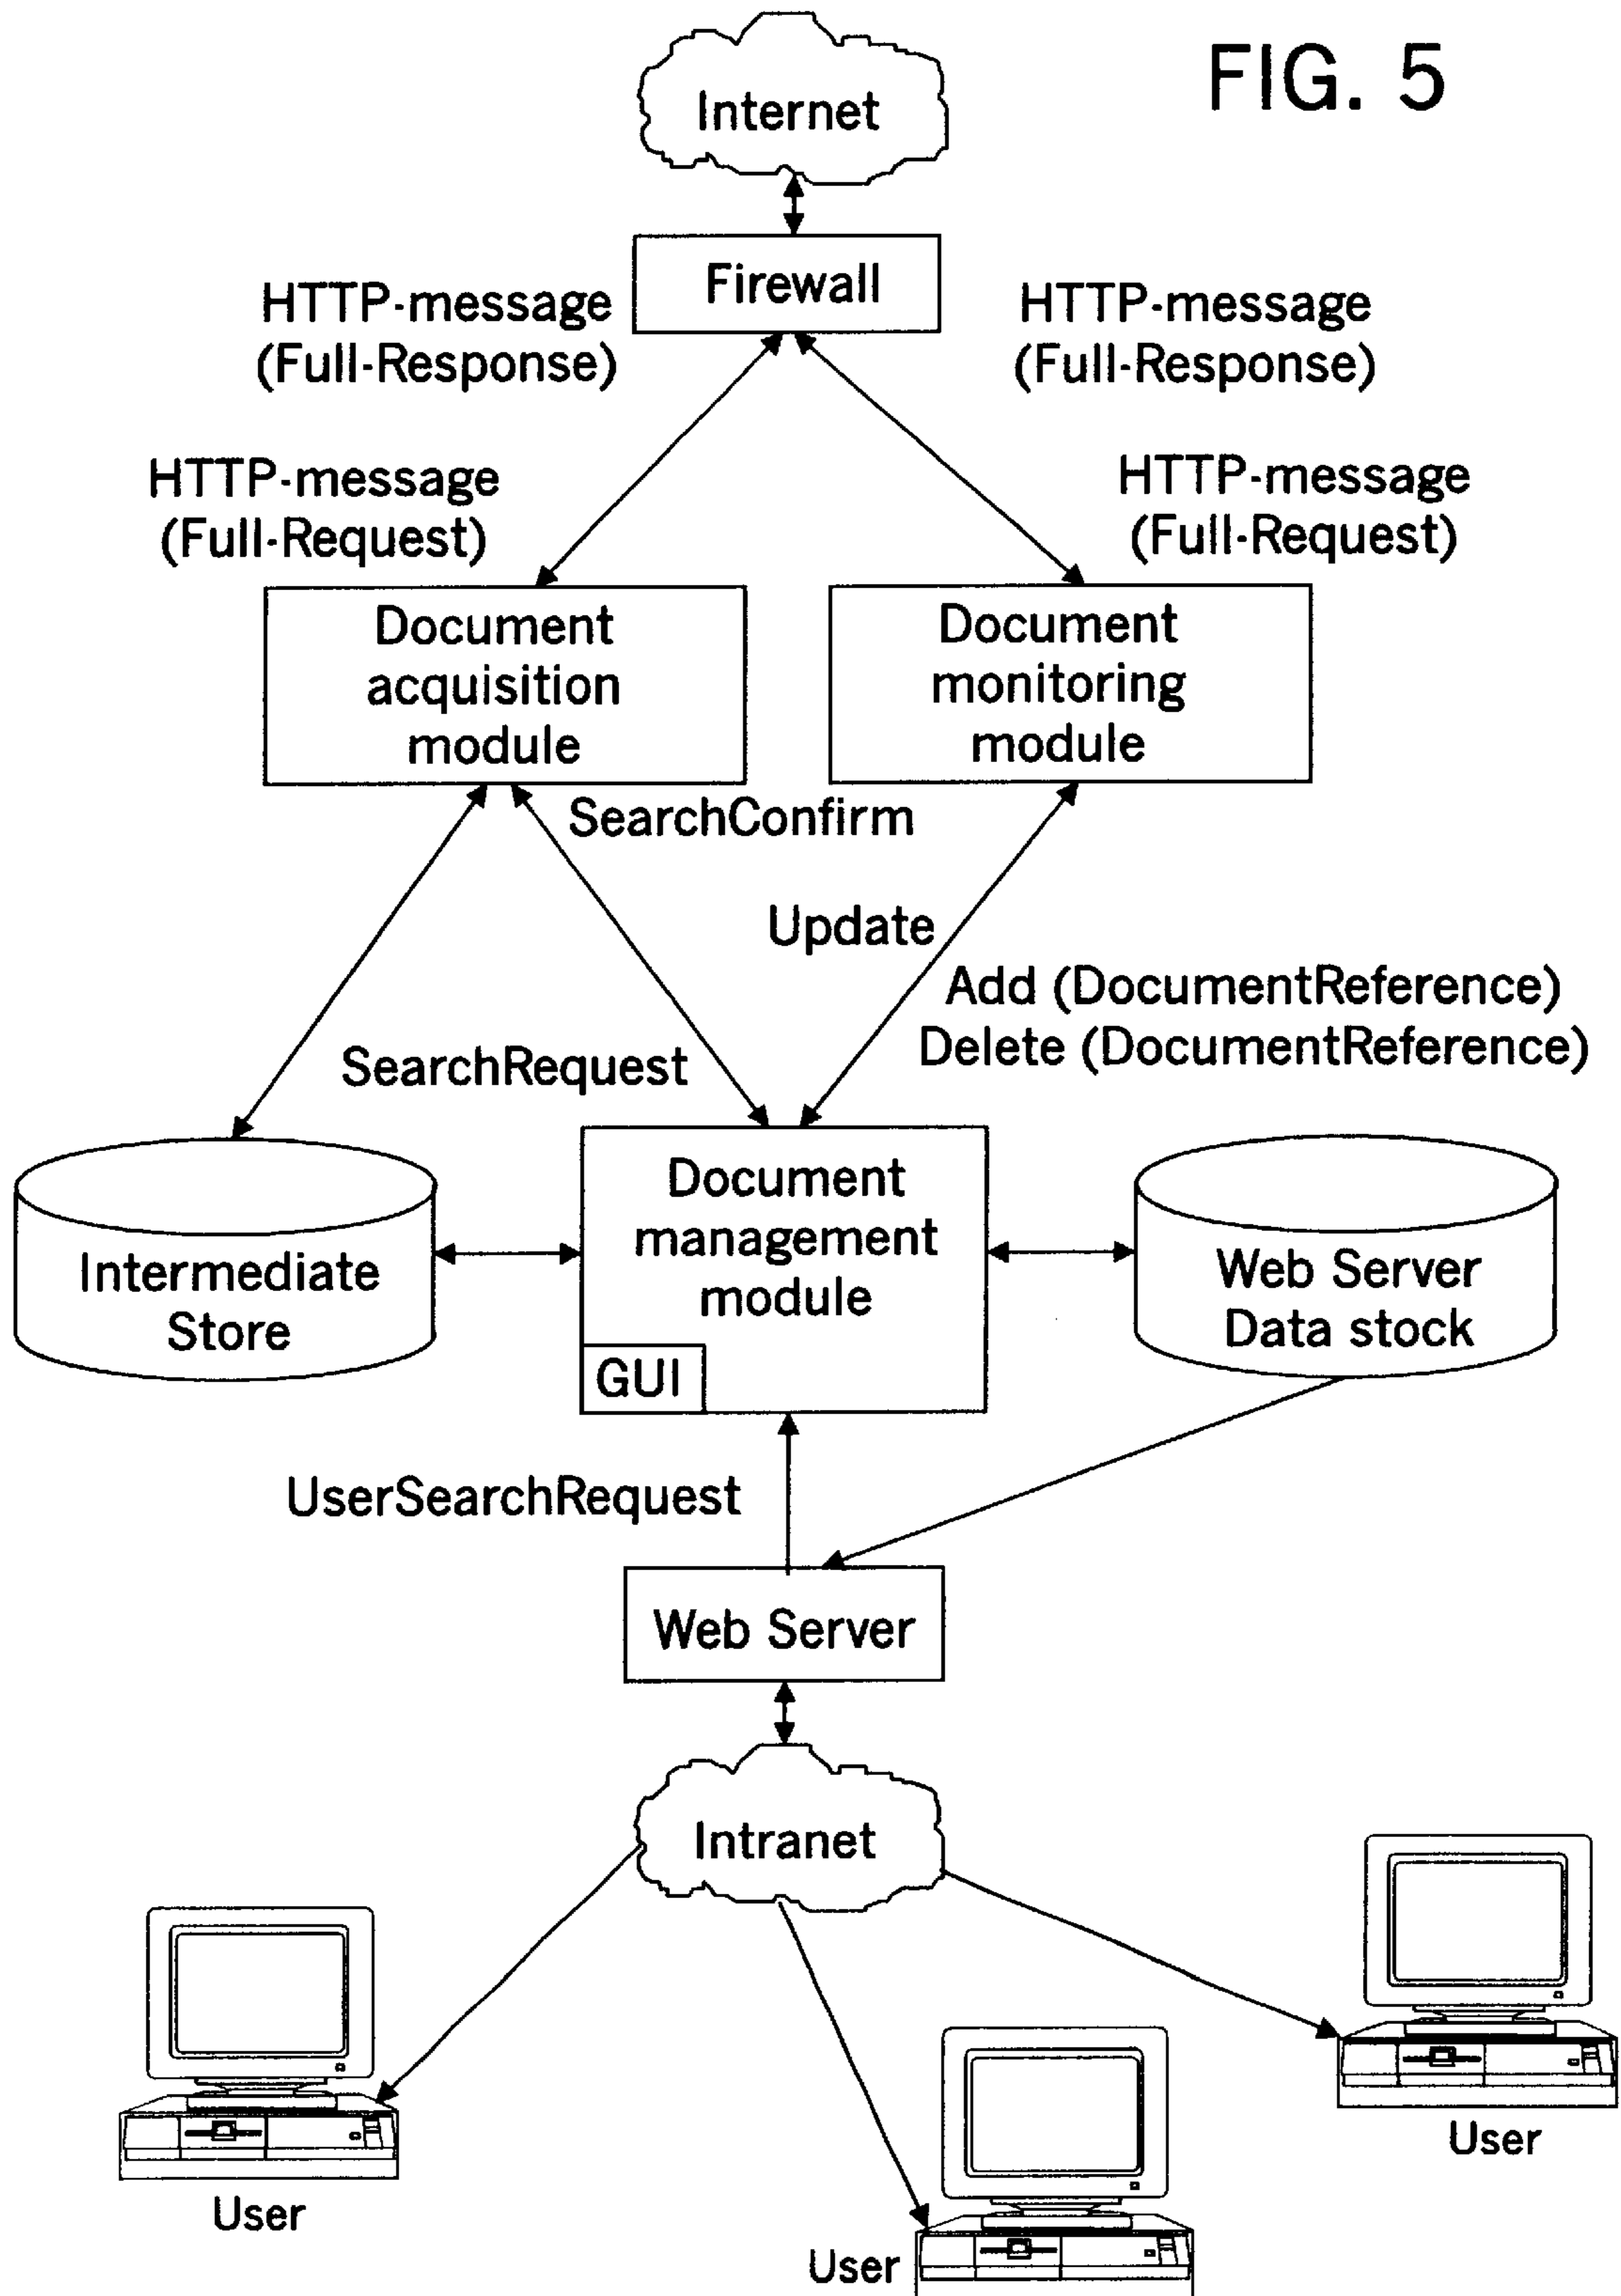 FIG. 5
Internet
Firewall
HTTP-message
(Full-Response)
HTTP-message
(Full-Response)
HTTP-message
(Full-Request)
HTTP-message
(Full-Request)
Document
acquisition
module
Document
monitoring
module
SearchConfirm
Update
Add (DocumentReference)
Delete (DocumentReference)
SearchRequest
Intermediate
Store
Document
management
module
GUI
Web Server
Data stock
UserSearchRequest
Web Server
Intranet
User
User
User